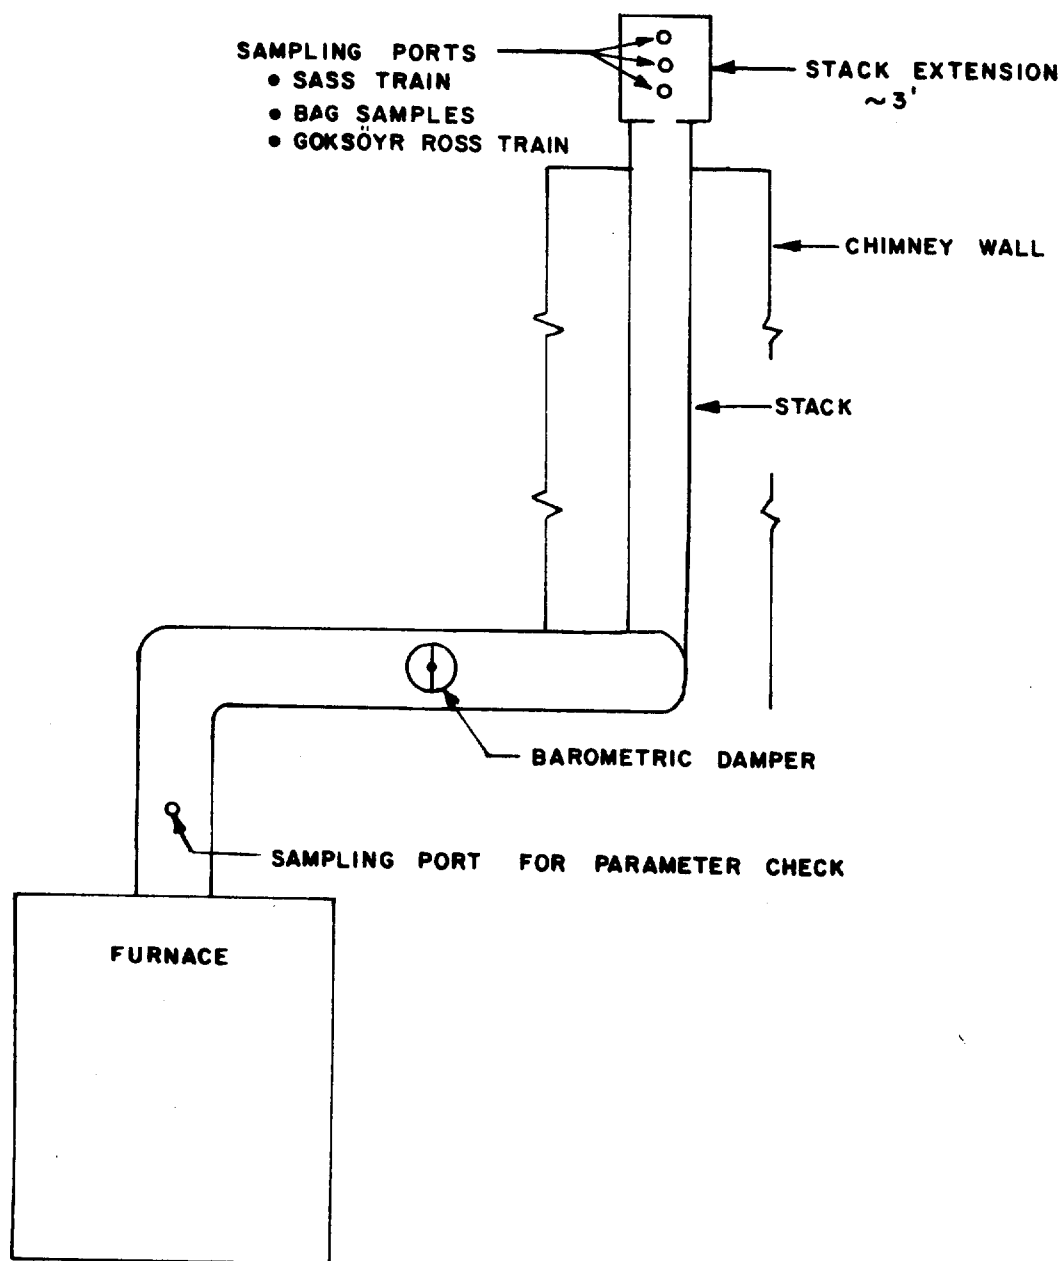 SAMPLING PORTS
• SASS TRAIN
• BAG SAMPLES
• GOKSÖYR ROSS TRAIN
STACK EXTENSION
~3'
CHIMNEY WALL
STACK
BAROMETRIC DAMPER
SAMPLING PORT FOR PARAMETER CHECK
FURNACE